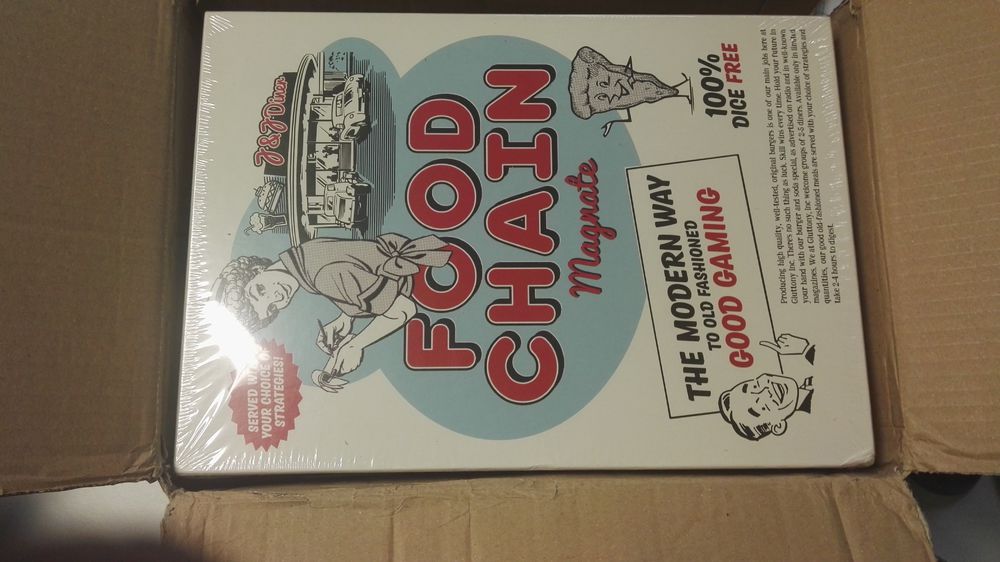 J&J Diner
FOOD
CHAIN
Magnate
SERVED
YOUR CHOICE OF
STRATEGIES!
100%
DICE FREE
THE MODERN WAY
TO OLD FASHIONED
GOOD GAMING
Producing high quality, well-tested, original burgers is one of our main jobs here at
Gluttony Inc. There's no such thing as luck. Skill wins every time. Hold your future in
your hand with our burger and soda special, as advertised on radio and in well-known
magazines. We at Gluttony, Inc welcome groups of 2-5 diners. Available only in limited
quantities, our good old-fashioned meals are served with your choice of strategies and
take 2-4 hours to digest.